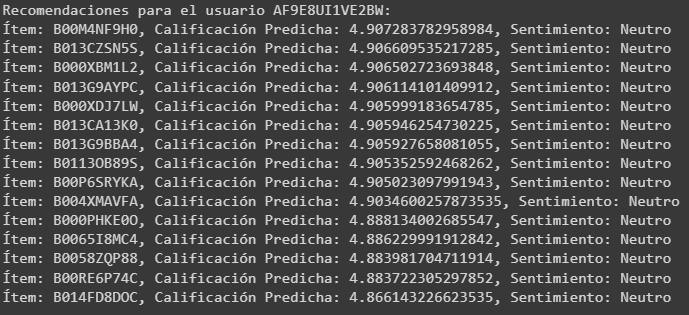 Recomendaciones para el usuario AF9E8UI1VE2BW:
Ítem: B00M4NF9H0, Calificación Predicha: 4.907283782958984, Sentimiento: Neutro
Ítem: B013CZSN5S, Calificación Predicha: 4.906609535217285, Sentimiento: Neutro
Ítem: B000XBM1L2, Calificación Predicha: 4.906502723693848, Sentimiento: Neutro
Ítem: B013G9AYPC, Calificación Predicha: 4.906114101409912, Sentimiento: Neutro
Ítem: B000XDJ7LW, Calificación Predicha: 4.905999183654785, Sentimiento: Neutro
Ítem: B013CA13K0, Calificación Predicha: 4.905946254730225, Sentimiento: Neutro
Ítem: B013G9BBA4, Calificación Predicha: 4.905927658081055, Sentimiento: Neutro
Ítem: B0113OB89S, Calificación Predicha: 4.905352592468262, Sentimiento: Neutro
Ítem: B00P6SRYKA, Calificación Predicha: 4.905023097991943, Sentimiento: Neutro
Ítem: B004XMAVFA, Calificación Predicha: 4.9034600257873535, Sentimiento: Neutro
Ítem: B000PHKE0O, Calificación Predicha: 4.888134002685547, Sentimiento: Neutro
Ítem: B0065I8MC4, Calificación Predicha: 4.886229991912842, Sentimiento: Neutro
Ítem: B0058ZQP88, Calificación Predicha: 4.883981704711914, Sentimiento: Neutro
Ítem: B00RE6P74C, Calificación Predicha: 4.883722305297852, Sentimiento: Neutro
Ítem: B014FD8DOC, Calificación Predicha: 4.866143226623535, Sentimiento: Neutro